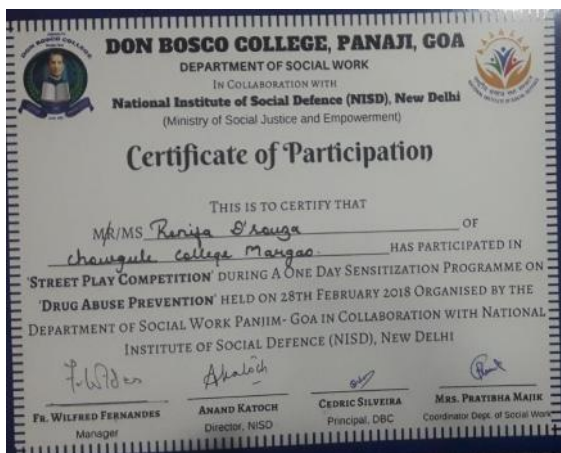 DON BOSCO COLLEGE, PANAJI, GOA
DEPARTMENT OF SOCIAL WORK
IN COLLABORATION WITH
National Institute of Social Defence (NISD), New Delhi
(Ministry of Social Justice and Empowerment)
Certificate of Participation
THIS IS TO CERTIFY THAT
MR/MS Renifa D'souza OF
chowgule college Margao. HAS PARTICIPATED IN
'STREET PLAY COMPETITION' DURING A ONE DAY SENSITIZATION PROGRAMME ON
'DRUG ABUSE PREVENTION' HELD ON 28TH FEBRUARY 2018 ORGANISED BY THE
DEPARTMENT OF SOCIAL WORK PANJIM- GOA IN COLLABORATION WITH NATIONAL
INSTITUTE OF SOCIAL DEFENCE (NISD), NEW DELHI
FR. WILFRED FERNANDES ANAND KATOCH CEDRIC SILVEIRA MRS. PRATIBHA MAJIK
Manager Director, NISD Principal, DBC Coordinator Dept. of Social Work